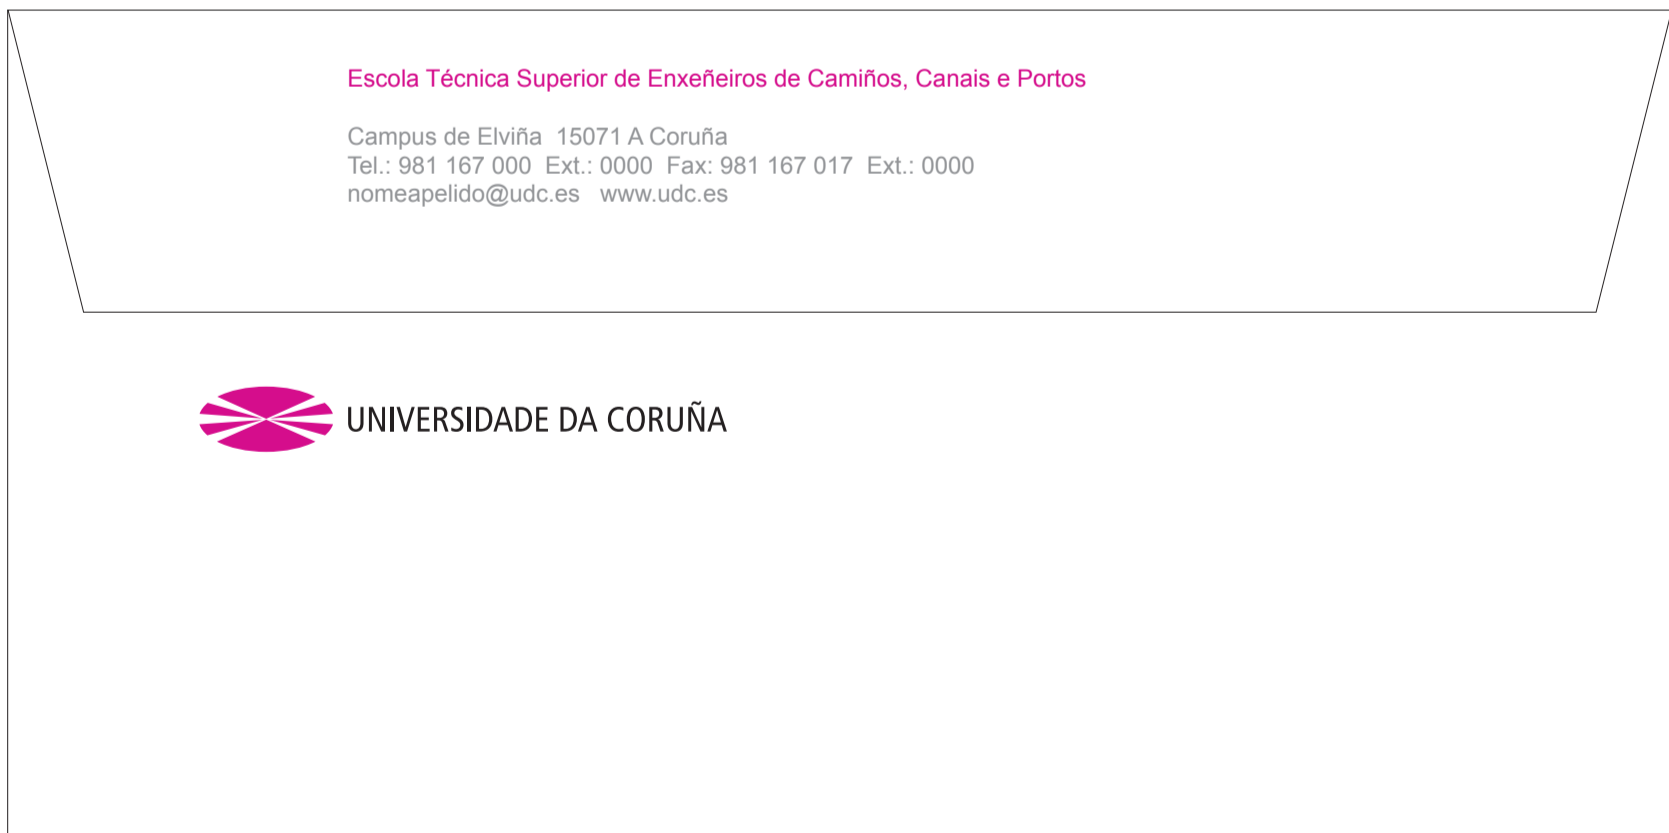 Escola Técnica Superior de Enxeñeiros de Camiños, Canais e Portos
Campus de Elviña  15071 A Coruña
Tel.: 981 167 000  Ext.: 0000  Fax: 981 167 017  Ext.: 0000
nomeapelido@udc.es   www.udc.es
UNIVERSIDADE DA CORUÑA